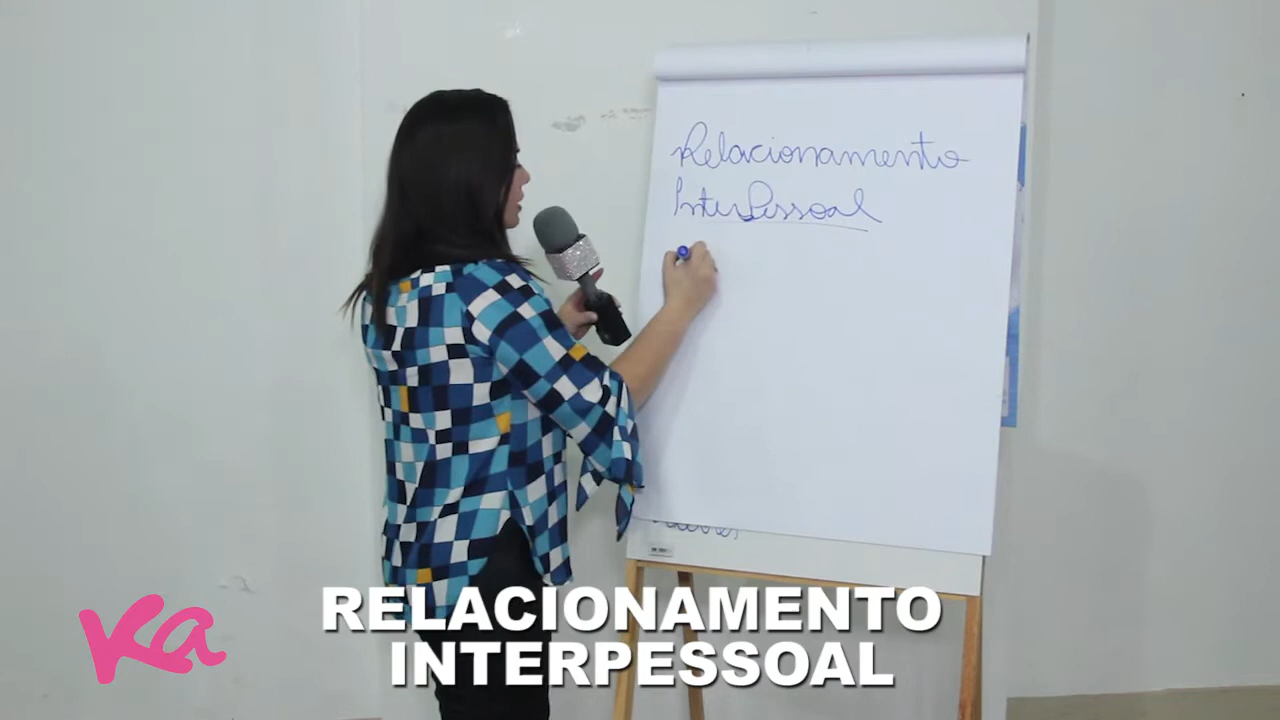 Relacionamento
InterPessoal
RELACIONAMENTO
INTERPESSOAL
Ka